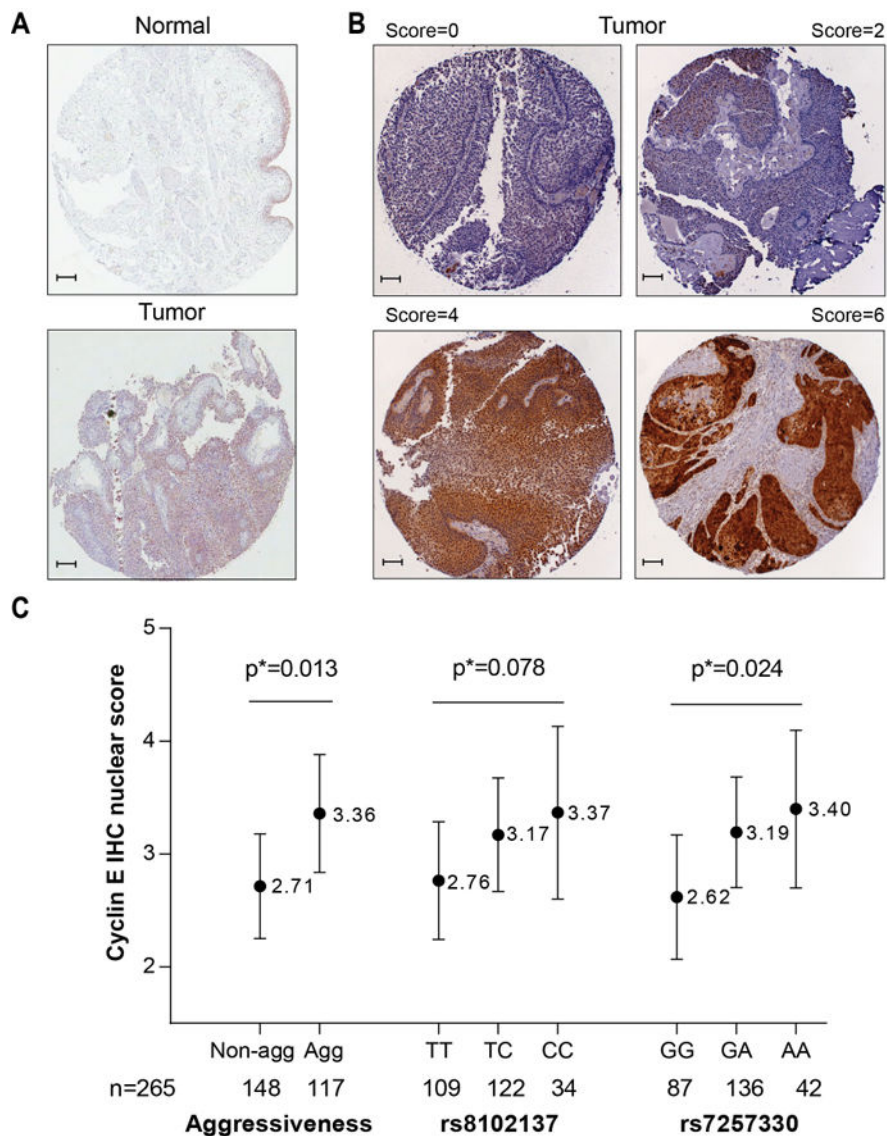 A
Normal
Tumor
B
Score=0
Tumor
Score=2
Score=4
Score=6
C
Cyclin E IHC nuclear score
5
4
3
2
p*=0.013
p*=0.078
p*=0.024
2.71
3.36
2.76
3.17
3.37
2.62
3.19
3.40
Non-agg Agg TT TC CC GG GA AA
n=265 148 117 109 122 34 87 136 42
Aggressiveness rs8102137 rs7257330